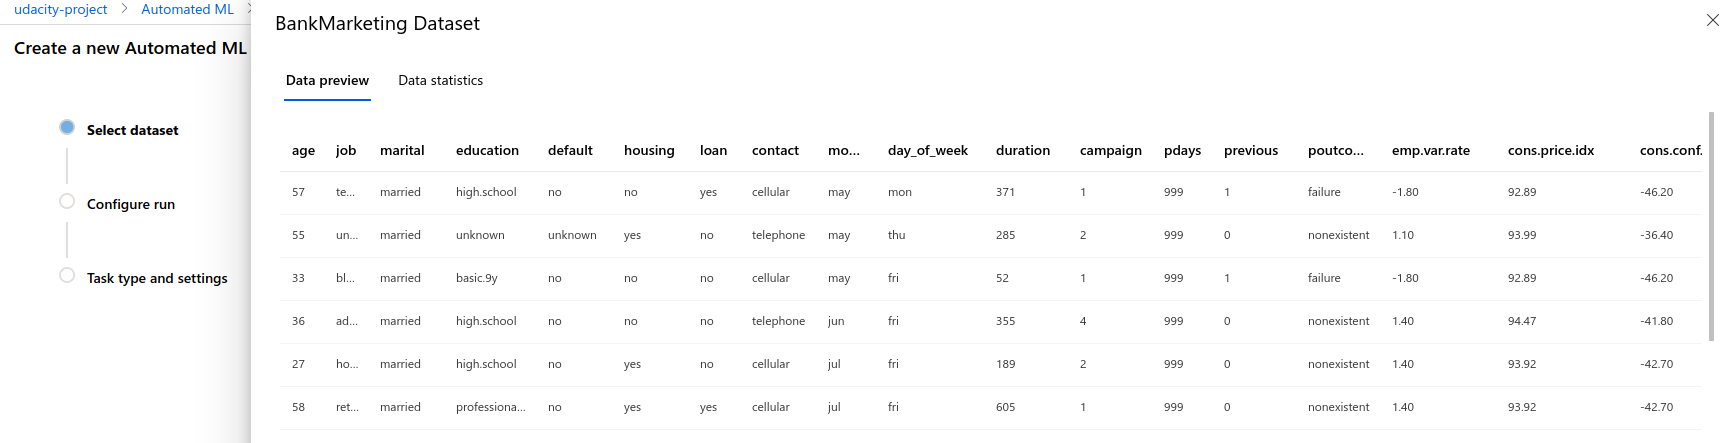 udacity-project > Automated ML >
BankMarketing Dataset
Create a new Automated ML
Data preview Data statistics
Select dataset
Configure run
Task type and settings
age job marital education default housing loan contact mo... day_of_week duration campaign pdays previous poutco... emp.var.rate cons.price.idx cons.conf.
57 te... married high.school no no yes cellular may mon 371 1 999 1 failure -1.80 92.89 -46.20
55 un... married unknown unknown yes no telephone may thu 285 2 999 0 nonexistent 1.10 93.99 -36.40
33 bl... married basic.9y no no no cellular may fri 52 1 999 1 failure -1.80 92.89 -46.20
36 ad... married high.school no no no telephone jun fri 355 4 999 0 nonexistent 1.40 94.47 -41.80
27 ho... married high.school no yes no cellular jul fri 189 2 999 0 nonexistent 1.40 93.92 -42.70
58 ret... married professiona... no yes yes cellular jul fri 605 1 999 0 nonexistent 1.40 93.92 -42.70